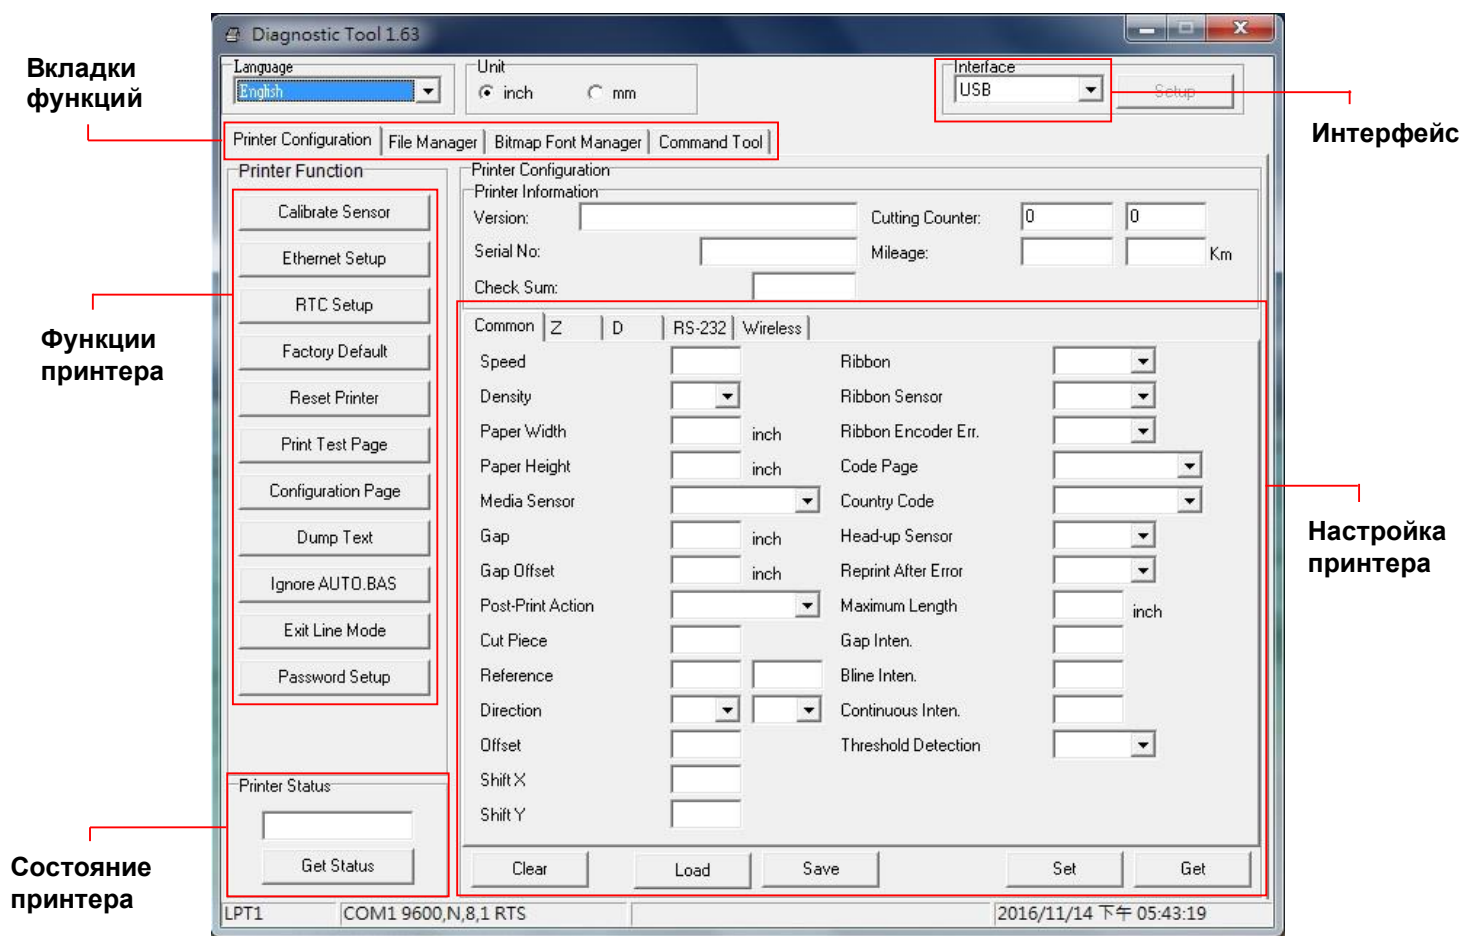 Diagnostic Tool 1.63
Вкладки
функций
Language
English
Unit
inch
mm
Interface
USB
Setup
Интерфейс
Printer Configuration
File Manager
Bitmap Font Manager
Command Tool
Printer Function
Calibrate Sensor
Ethernet Setup
RTC Setup
Factory Default
Reset Printer
Print Test Page
Configuration Page
Dump Text
Ignore AUTO.BAS
Exit Line Mode
Password Setup
Функции
принтера
Printer Configuration
Printer Information
Version:
Cutting Counter:
0
0
Serial No:
Mileage:
Km
Check Sum:
Common
Z
D
RS-232
Wireless
Speed
Ribbon
Density
Ribbon Sensor
Paper Width
inch
Ribbon Encoder Err.
Paper Height
inch
Code Page
Media Sensor
Country Code
Gap
inch
Head-up Sensor
Gap Offset
inch
Reprint After Error
Post-Print Action
Maximum Length
inch
Cut Piece
Gap Inten.
Reference
Bline Inten.
Direction
Continuous Inten.
Offset
Threshold Detection
Shift X
Shift Y
Настройка
принтера
Printer Status
Get Status
Состояние
принтера
Clear
Load
Save
Set
Get
LPT1
COM1 9600,N,8,1 RTS
2016/11/14 下午 05:43:19